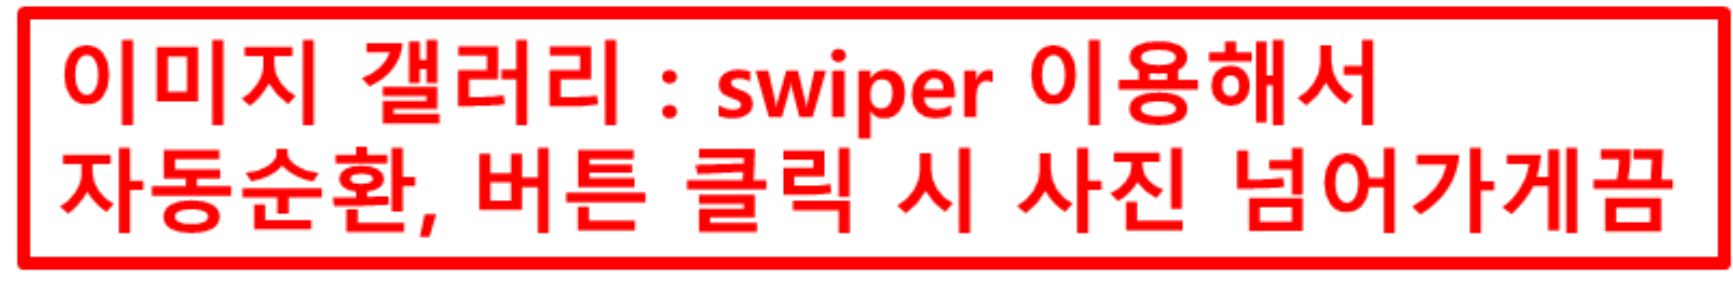 이미지 갤러리 : swiper 이용해서
자동순환, 버튼 클릭 시 사진 넘어가게끔